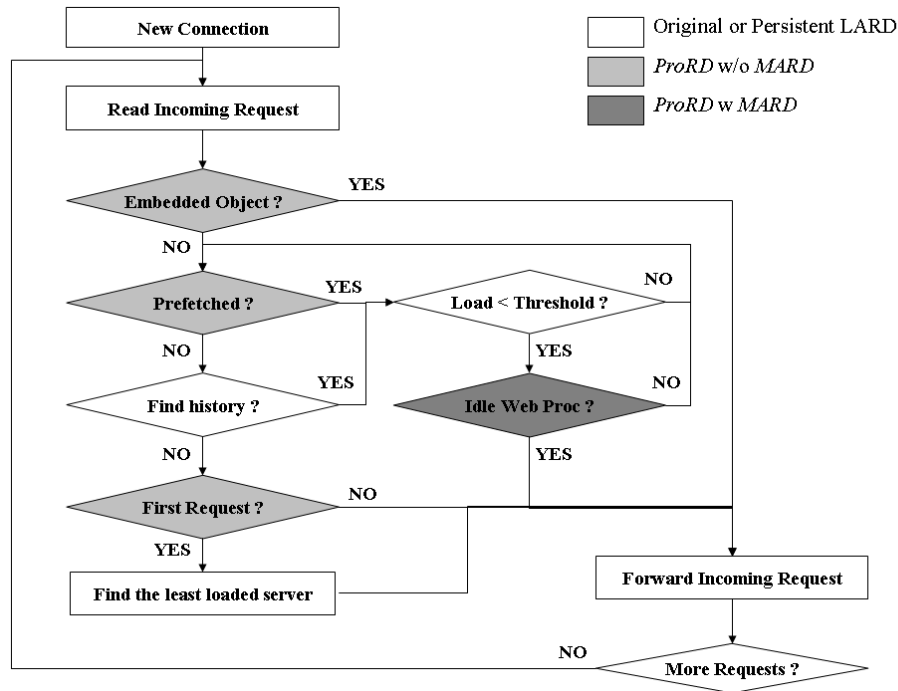 New Connection
Original or Persistent LARD
ProRD w/o MARD
ProRD w MARD
Read Incoming Request
Embedded Object ?
YES
NO
Prefetched ?
YES
Load < Threshold ?
NO
NO
YES
YES
Find history ?
Idle Web Proc ?
NO
NO
YES
First Request ?
NO
YES
Find the least loaded server
Forward Incoming Request
NO
More Requests ?